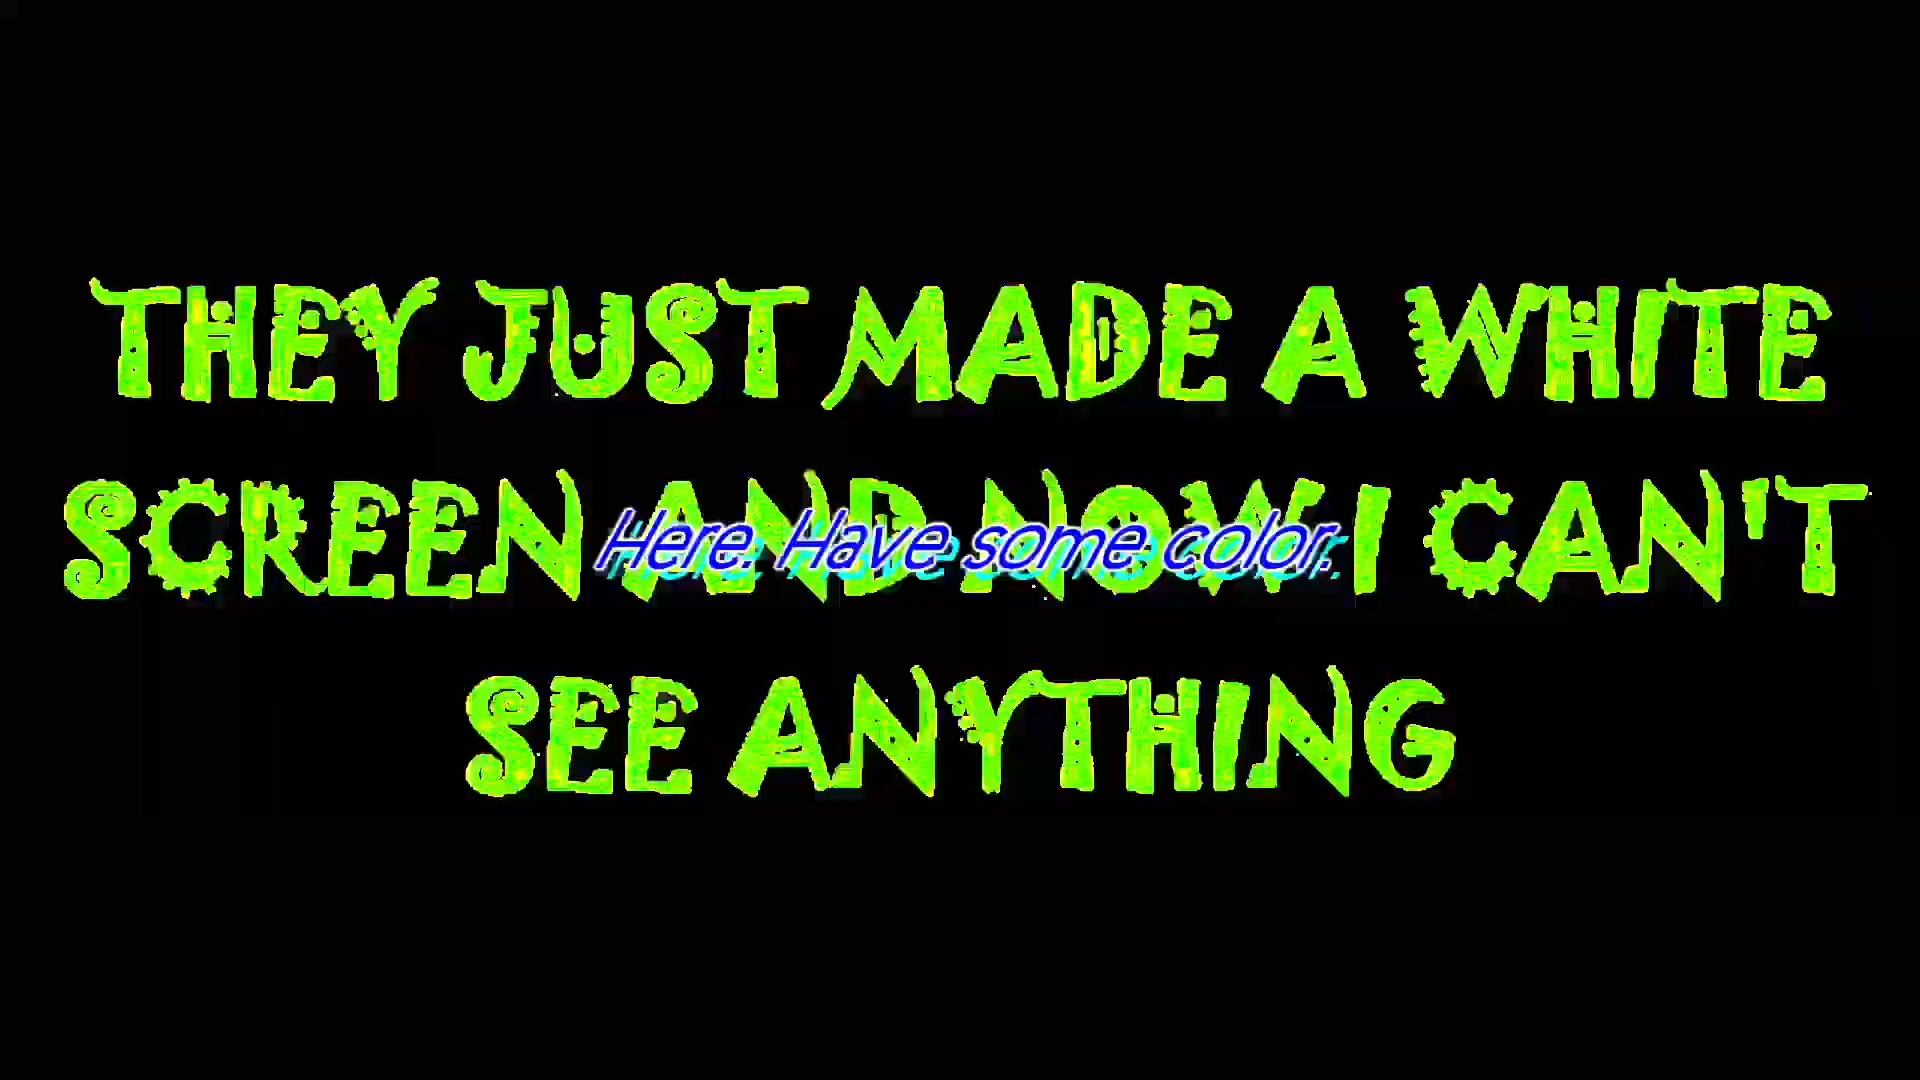 THEY JUST MADE A WHITE
SCREEN AND NOW I CAN'T
Here. Have some color.
SEE ANYTHING